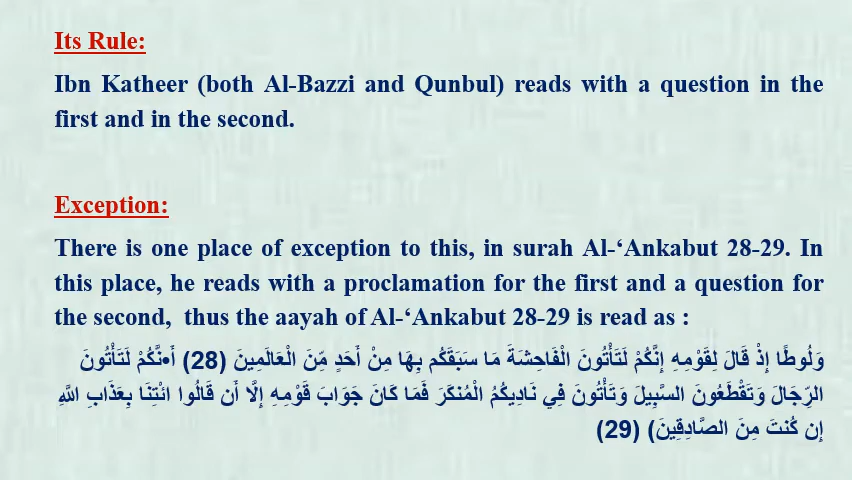 Its Rule:
Ibn Katheer (both Al-Bazzi and Qunbul) reads with a question in the
first and in the second.
Exception:
There is one place of exception to this, in surah Al-‘Ankabut 28-29. In
this place, he reads with a proclamation for the first and a question for
the second, thus the aayah of Al-‘Ankabut 28-29 is read as :
وَلُوطًا إِذْ قَالَ لِقَوْمِهِ إِنَّكُمْ لَتَأْتُونَ الْفَاحِشَةَ مَا سَبَقَكُم بِهَا مِنْ أَحَدٍ مِّنَ الْعَالَمِينَ (28) أَ•نَّكُمْ لَتَأْتُونَ
الرِّجَالَ وَتَقْطَعُونَ السَّبِيلَ وَتَأْتُونَ فِي نَادِيكُمُ الْمُنكَرَ فَمَا كَانَ جَوَابَ قَوْمِهِ إِلَّا أَن قَالُوا ائْتِنَا بِعَذَابِ اللَّهِ
إِن كُنتَ مِنَ الصَّادِقِينَ) (29)